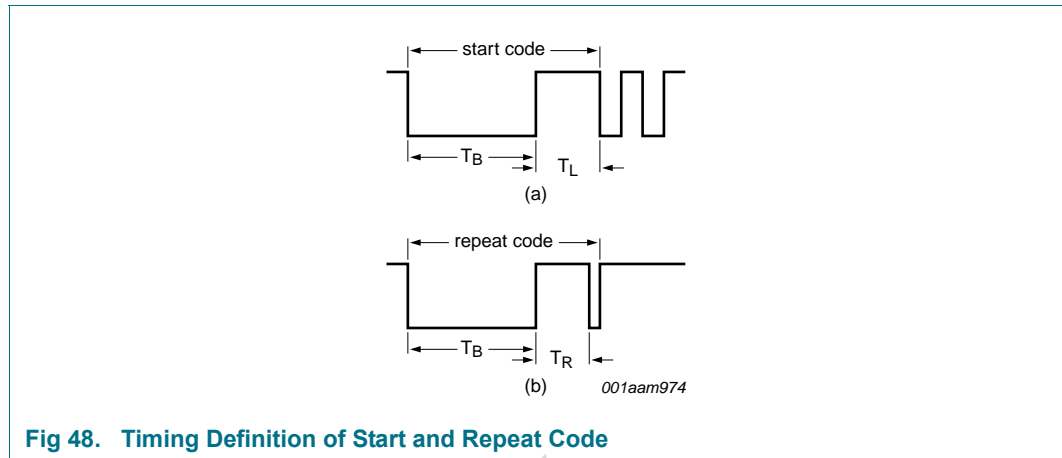 start code
TB
TL
(a)
repeat code
TB
TR
(b)
001aam974
Fig 48. Timing Definition of Start and Repeat Code